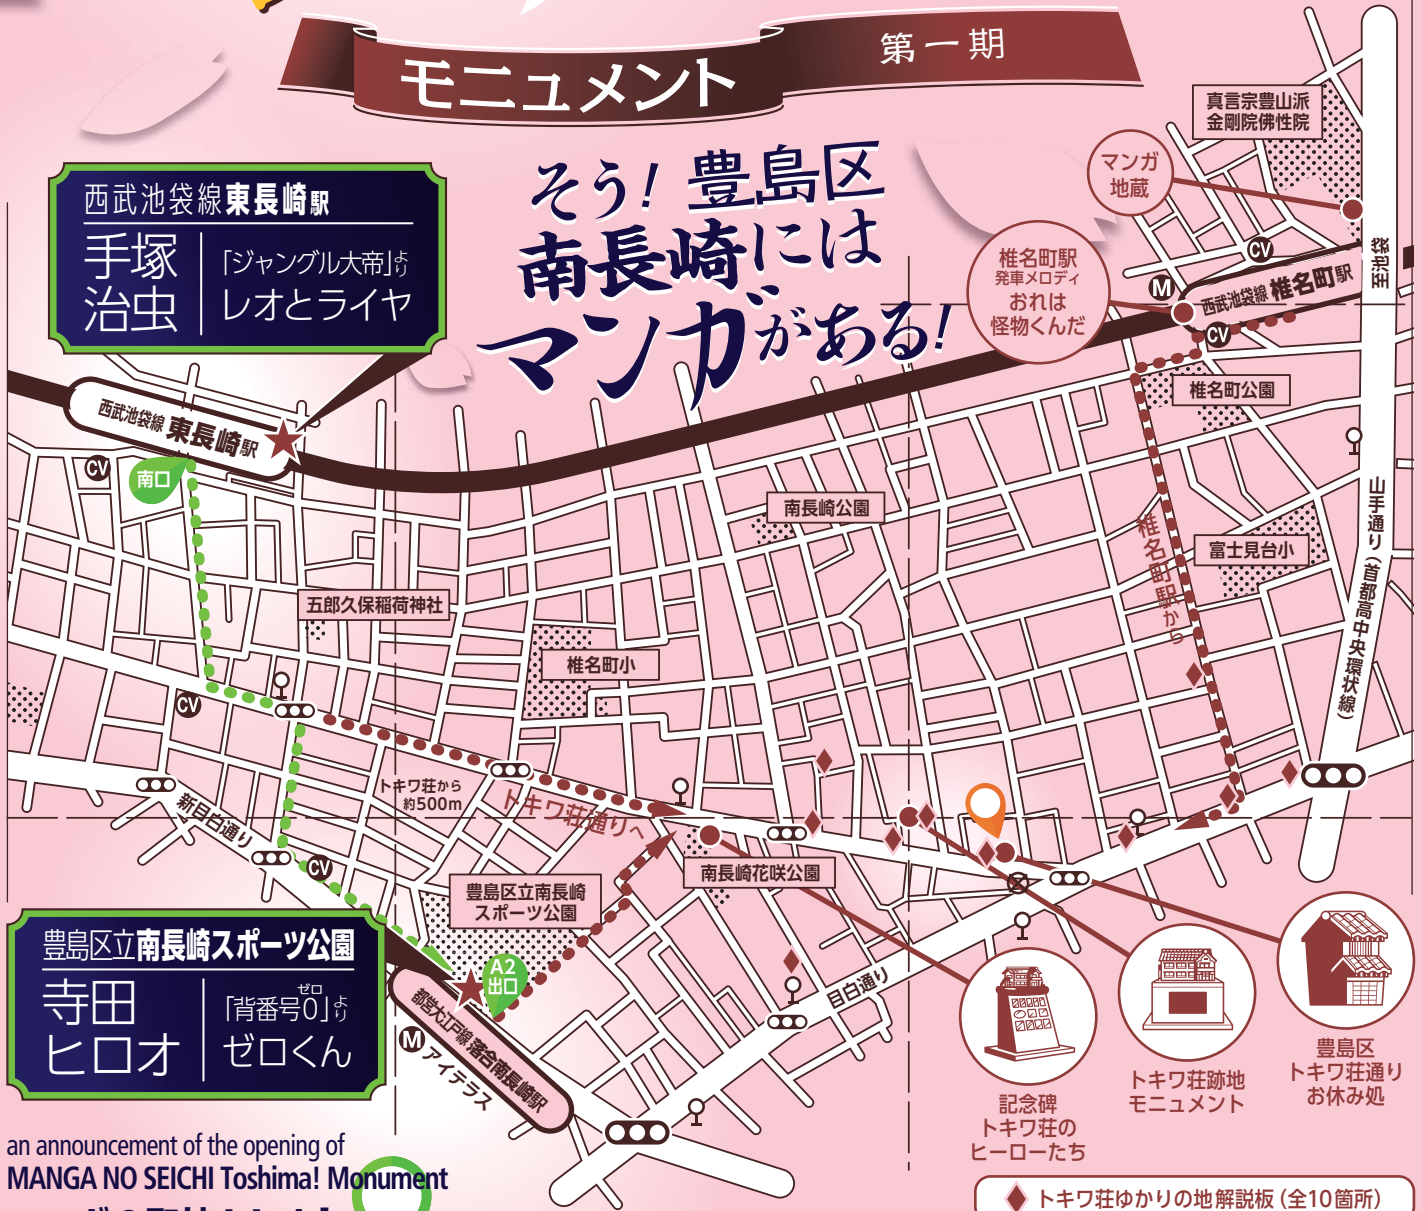 モニュメント
第一期
そう！豊島区
南長崎には
マンガがある！
西武池袋線東長崎駅
手塚
治虫
「ジャングル大帝」より
レオとライヤ
真言宗豊山派
金剛院佛性院
マンガ
地蔵
椎名町駅
発車メロディ
おれは
怪物くんだ
CV
M
西武池袋線 椎名町駅
CV
至池袋
椎名町公園
西武池袋線 東長崎駅
CV
南口
南長崎公園
椎名町駅から
富士見台小
山手通り（首都高中央環状線）
五郎久保稲荷神社
椎名町小
CV
トキワ荘から
約500m
トキワ荘通りへ
新目白通り
CV
南長崎花咲公園
豊島区立南長崎
スポーツ公園
A2
出口
都営大江戸線 落合南長崎駅
M
アイテラス
目白通り
豊島区立南長崎スポーツ公園
寺田
ヒロオ
ゼロ
「背番号0」より
ゼロくん
記念碑
トキワ荘の
ヒーローたち
トキワ荘跡地
モニュメント
豊島区
トキワ荘通り
お休み処
an announcement of the opening of
MANGA NO SEICHI Toshima! Monument
トキワ荘ゆかりの地解説板（全10箇所）